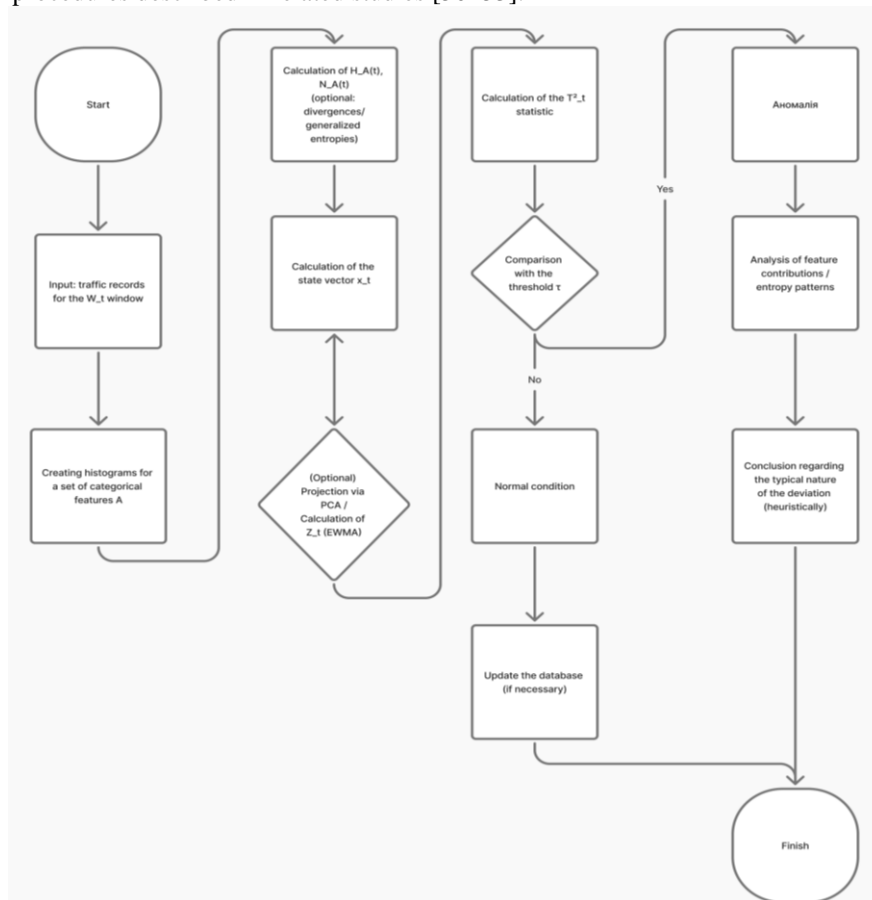 Start
Input: traffic records
for the W_t window
Creating histograms for
a set of categorical
features A
Calculation of H_A(t),
N_A(t)
(optional:
divergences/
generalized
entropies)
Calculation of the
state vector x_t
(Optional)
Projection via
PCA /
Calculation of
Z_t (EWMA)
Calculation of the T²_t
statistic
Comparison
with the
threshold τ
Yes
No
Normal condition
Update the database
(if necessary)
Аномалія
Analysis of feature
contributions /
entropy patterns
Conclusion regarding
the typical nature
of the deviation
(heuristically)
Finish